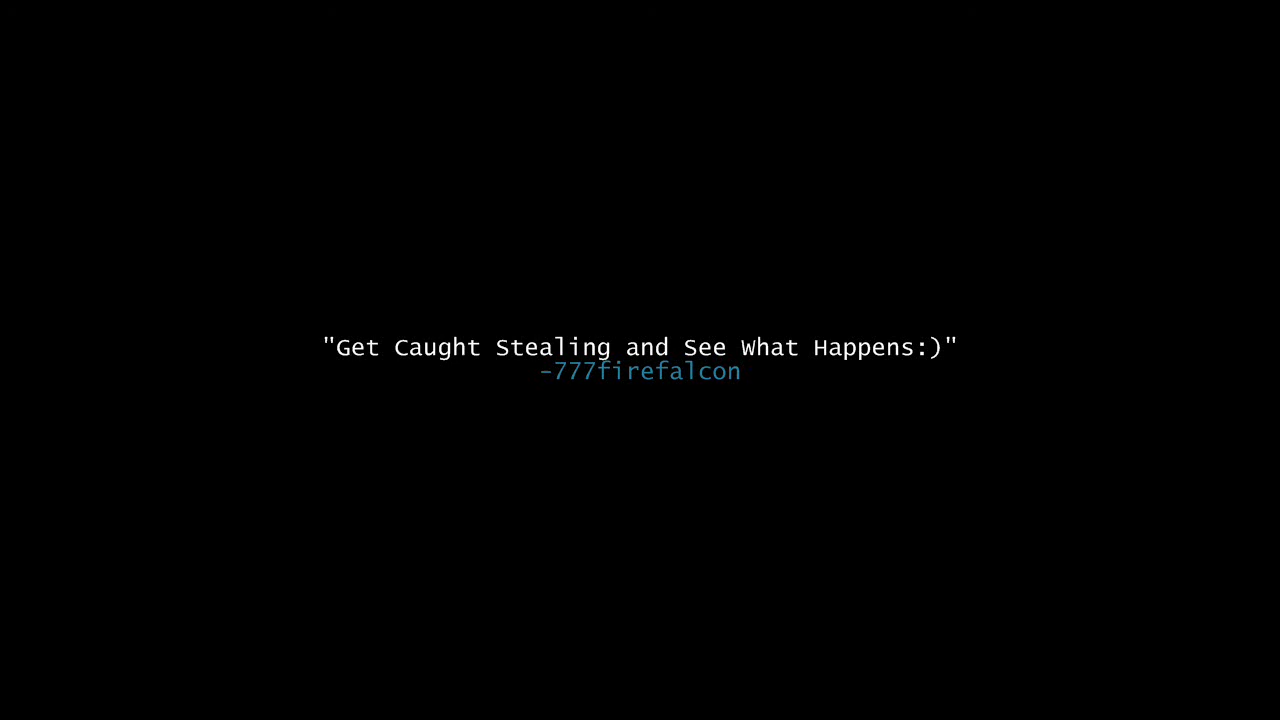 "Get Caught Stealing and See What Happens:)"
-777firefalcon